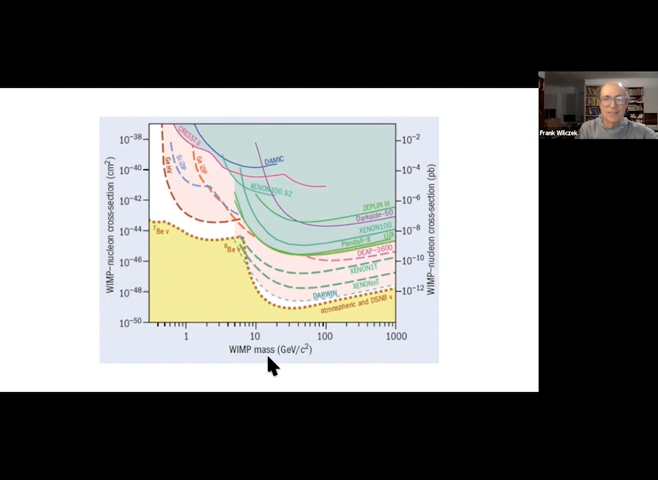 Frank Wilczek
WIMP–nucleon cross-section (cm²)
10⁻³⁸
10⁻⁴⁰
10⁻⁴²
10⁻⁴⁴
10⁻⁴⁶
10⁻⁴⁸
10⁻⁵⁰
CRESST II
DAMIC
XENON100 S2
ZEPLIN III
Darkside-50
XENON100
LUX
PandaX-II
DEAP-3600
XENON1T
XENONnT
DARWIN
⁷Be ν
⁸Be ν
atmospheric and DSNB ν
10⁻²
10⁻⁴
10⁻⁶
10⁻⁸
10⁻¹⁰
10⁻¹²
WIMP–nucleon cross-section (pb)
1
10
100
1000
WIMP mass (GeV/c²)